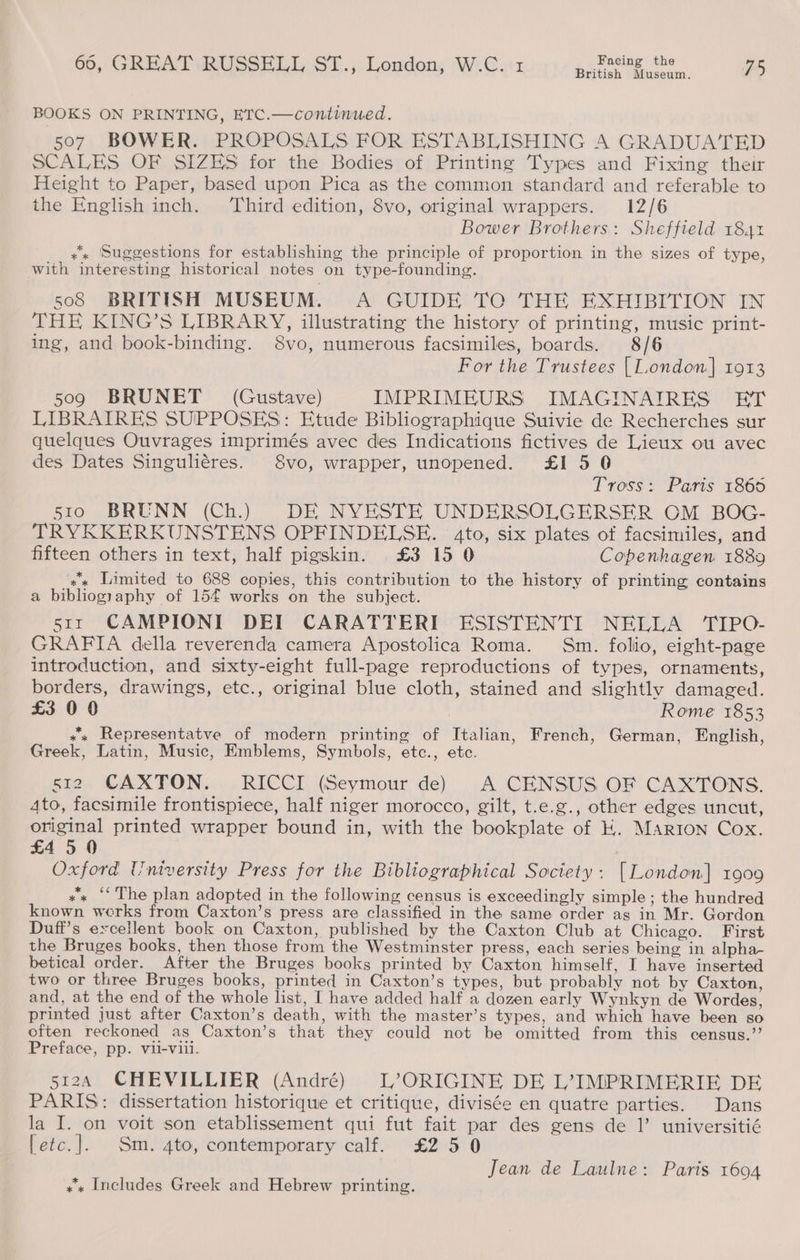 66, GREAT RUSSELL ST., London, W.C. 1 Facing the British Museum. 75
BOOKS ON PRINTING, ETC.—continued.
507 BOWER. PROPOSALS FOR ESTABLISHING A GRADUATED
SCALES OF SIZES for the Bodies of Printing Types and Fixing their
Height to Paper, based upon Pica as the common standard and referable to
the English inch. Third edition, 8vo, original wrappers. 12/6
Bower Brothers: Sheffield 1841
*** Suggestions for establishing the principle of proportion in the sizes of type,
with interesting historical notes on type-founding.
508 BRITISH MUSEUM. A GUIDE TO THE EXHIBITION IN
THE KING'S LIBRARY, illustrating the history of printing, music print-
ing, and book-binding. 8vo, numerous facsimiles, boards. 8/6
For the Trustees [London] 1913
509 BRUNET (Gustave) IMPRIMEURS IMAGINAIRES ET
LIBRAIRES SUPPOSES: Etude Bibliographique Suivie de Recherches sur
quelques Ouvrages imprimés avec des Indications fictives de Lieux ou avec
des Dates Singuliéres. 8vo, wrapper, unopened. £1 5 0
Tross: Paris 1866
510 BRUNN (Ch.) DE NYESTE UNDERSOLGERSER OM BOG-
TRYKKERKUNSTENS OPFINDELSE. 4to, six plates of facsimiles, and
fifteen others in text, half pigskin. £3 15 0 Copenhagen 1889
*** Limited to 688 copies, this contribution to the history of printing contains
a bibliography of 154 works on the subject.
511 CAMPIONI DEI CARATTERI ESISTENTI NELLA TIPO-
GRAFIA della reverenda camera Apostolica Roma. Sm. folio, eight-page
introduction, and sixty-eight full-page reproductions of types, ornaments,
borders, drawings, etc., original blue cloth, stained and slightly damaged.
£3 0 0 Rome 1853
*** Representatve of modern printing of Italian, French, German, English,
Greek, Latin, Music, Emblems, Symbols, etc., etc.
512 CAXTON. RICCI (Seymour de) A CENSUS OF CAXTONS.
4to, facsimile frontispiece, half niger morocco, gilt, t.e.g., other edges uncut,
original printed wrapper bound in, with the bookplate of E. MARION COX.
£4 5 0
Oxford University Press for the Bibliographical Society: [London] 1909
*** "The plan adopted in the following census is exceedingly simple; the hundred
known works from Caxton's press are classified in the same order as in Mr. Gordon
Duff's excellent book on Caxton, published by the Caxton Club at Chicago. First
the Bruges books, then those from the Westminster press, each series being in alpha-
betical order. After the Bruges books printed by Caxton himself, I have inserted
two or three Bruges books, printed in Caxton's types, but probably not by Caxton,
and, at the end of the whole list, I have added half a dozen early Wynkyn de Wordes,
printed just after Caxton's death, with the master's types, and which have been so
often reckoned as Caxton's that they could not be omitted from this census."
Preface, pp. vii-viii.
512A CHEVILLIER (André) L'ORIGINE DE L'IMPRIMERIE DE
PARIS: dissertation historique et critique, divisée en quatre parties. Dans
la I. on voit son etablissement qui fut fait par des gens de l' universitié
[etc.]. Sm. 4to, contemporary calf. £2 5 0
Jean de Laulne: Paris 1694
*** Includes Greek and Hebrew printing.